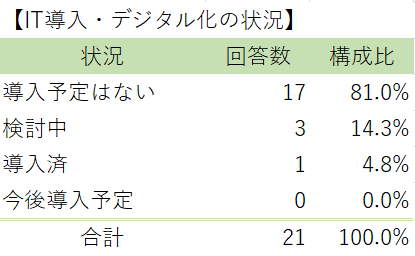 【IT導入・デジタル化の状況】
状況 回答数 構成比
導入予定はない 17 81.0%
検討中 3 14.3%
導入済 1 4.8%
今後導入予定 0 0.0%
合計 21 100.0%